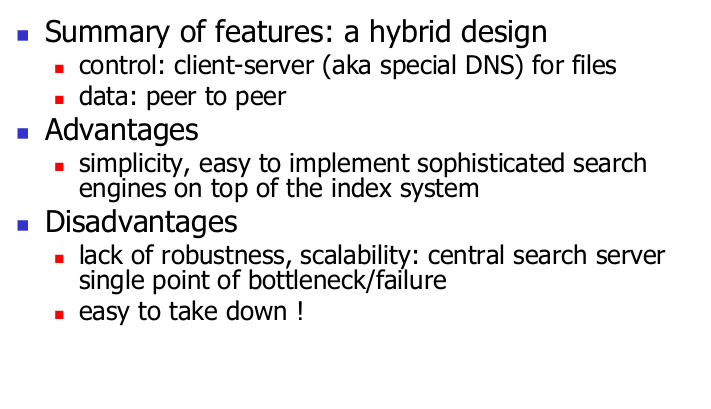 Summary of features: a hybrid design
control: client-server (aka special DNS) for files
data: peer to peer
Advantages
simplicity, easy to implement sophisticated search
engines on top of the index system
Disadvantages
lack of robustness, scalability: central search server
single point of bottleneck/failure
easy to take down !